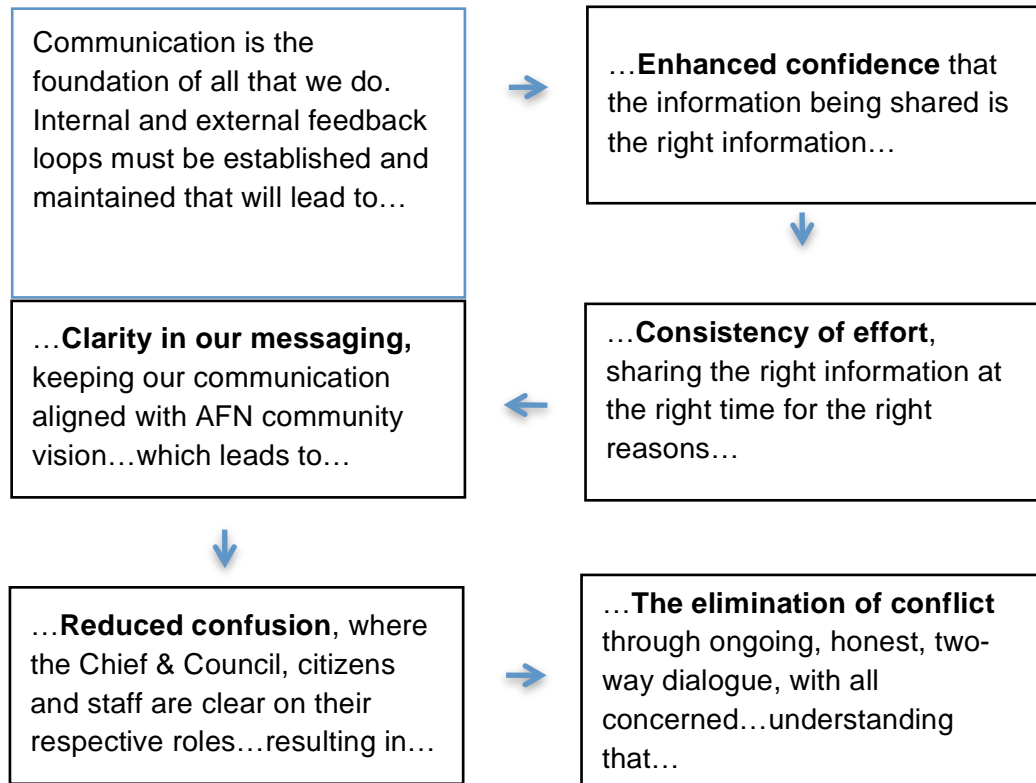 Communication is the
foundation of all that we do.
Internal and external feedback
loops must be established and
maintained that will lead to…
…Enhanced confidence that
the information being shared is
the right information…
…Consistency of effort,
sharing the right information at
the right time for the right
reasons…
…Clarity in our messaging,
keeping our communication
aligned with AFN community
vision…which leads to…
…Reduced confusion, where
the Chief & Council, citizens
and staff are clear on their
respective roles…resulting in…
…The elimination of conflict
through ongoing, honest, two-
way dialogue, with all
concerned…understanding
that…